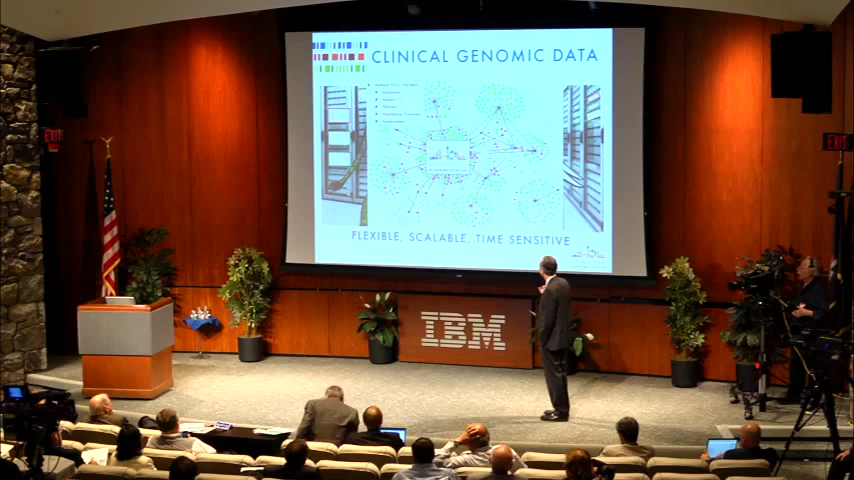 CLINICAL GENOMIC DATA
FLEXIBLE, SCALABLE, TIME SENSITIVE
EXIT
EXIT
IBM